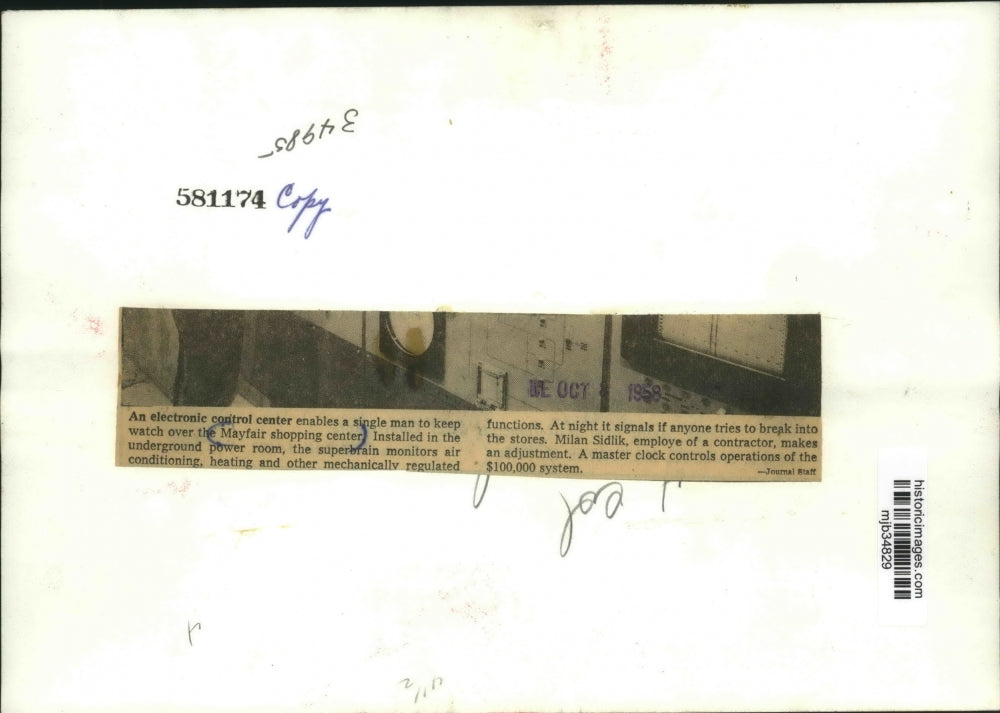 34985
581174 Copy
WE OCT 8 1958
An electronic control center enables a single man to keep
watch over the Mayfair shopping center. Installed in the
underground power room, the superbrain monitors air
conditioning, heating and other mechanically regulated
functions. At night it signals if anyone tries to break into
the stores. Milan Sidlik, employe of a contractor, makes
an adjustment. A master clock controls operations of the
$100,000 system.
—Journal Staff
historicimages.com
mjb34829